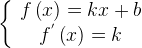 f(x) = kx + b
f'(x) = k